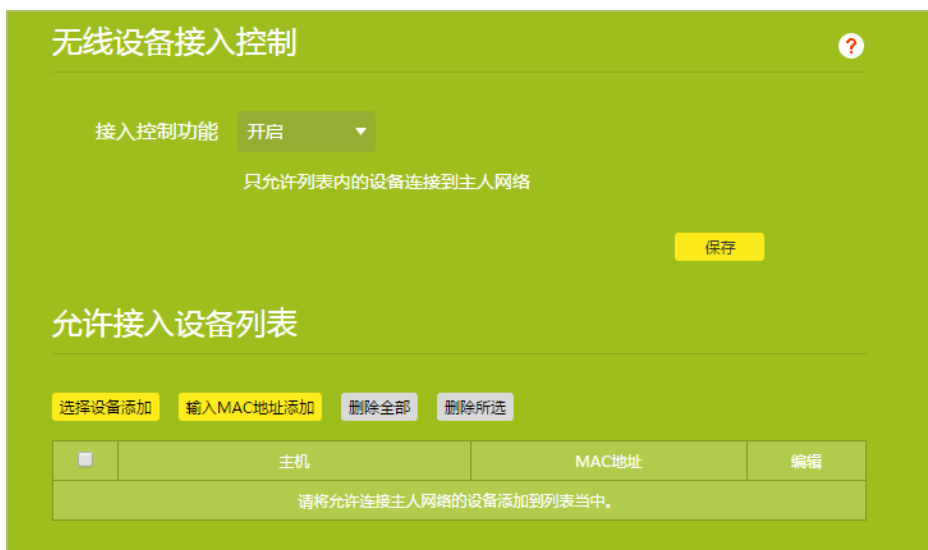 无线设备接入控制
?
接入控制功能 开启
只允许列表内的设备连接到主人网络
保存
允许接入设备列表
选择设备添加 输入MAC地址添加 删除全部 删除所选
主机 MAC地址 编辑
请将允许连接主人网络的设备添加到列表当中。